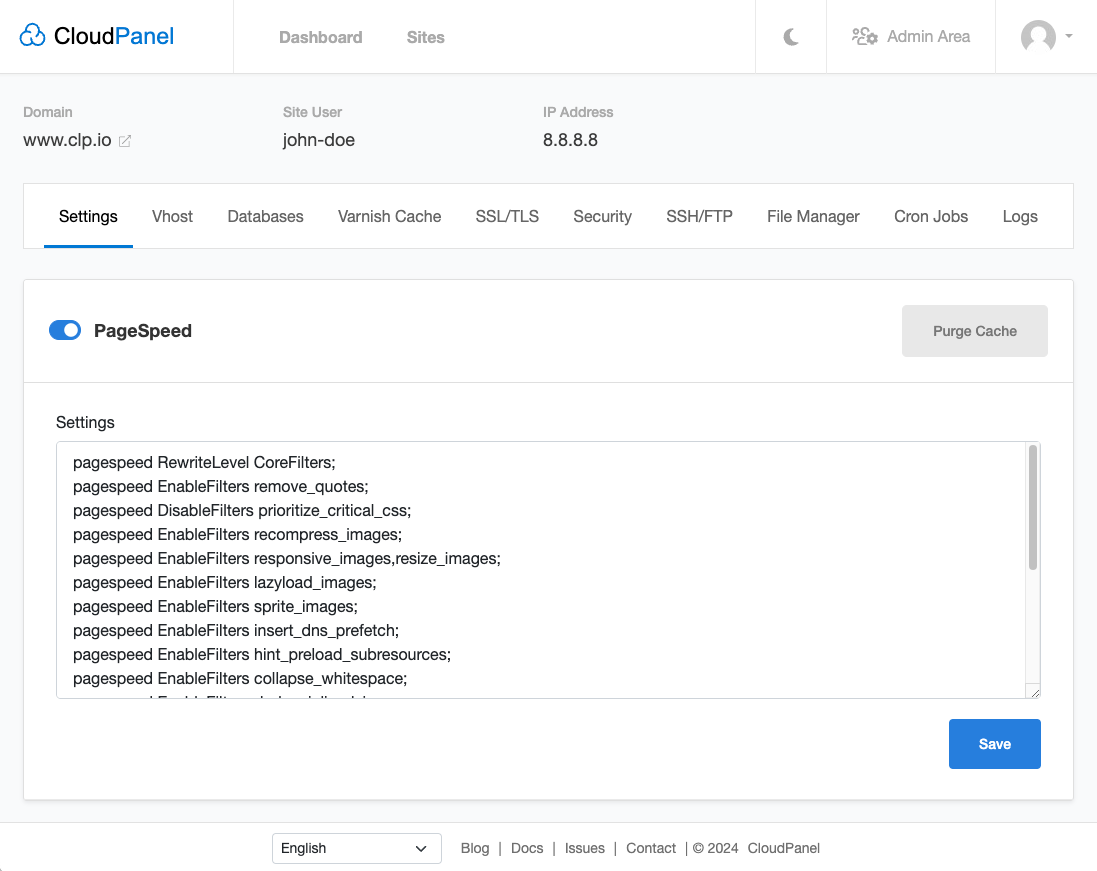 CloudPanel
Dashboard
Sites
Admin Area
Domain
Site User
IP Address
www.clp.io
john-doe
8.8.8.8
Settings
Vhost
Databases
Varnish Cache
SSL/TLS
Security
SSH/FTP
File Manager
Cron Jobs
Logs
PageSpeed
Purge Cache
Settings
pagespeed RewriteLevel CoreFilters;
pagespeed EnableFilters remove_quotes;
pagespeed DisableFilters prioritize_critical_css;
pagespeed EnableFilters recompress_images;
pagespeed EnableFilters responsive_images,resize_images;
pagespeed EnableFilters lazyload_images;
pagespeed EnableFilters sprite_images;
pagespeed EnableFilters insert_dns_prefetch;
pagespeed EnableFilters hint_preload_subresources;
pagespeed EnableFilters collapse_whitespace;
Save
English
Blog | Docs | Issues | Contact | © 2024 CloudPanel